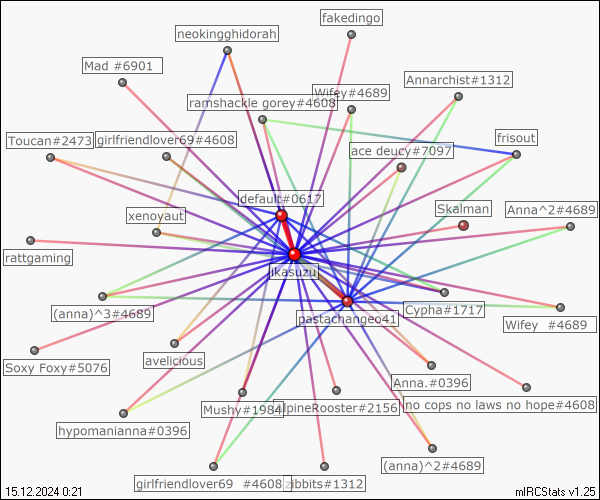 fakedingo
neokingghidorah
Mad #6901
Annarchist#1312
Wifey#4689
ramshackle gorey#4608
Toucan#2473
girlfriendlover69#4608
frisout
ace deucy#7097
default#0617
xenoyaut
Skalman
Anna^2#4689
rattgaming
ikasuzu
(anna)^3#4689
pastachangeo41
Cypha#1717
Wifey #4689
avelicious
Soxy Foxy#5076
Anna.#0396
Mushy#1984
lpineRooster#2156
no cops no laws no hope#4608
hypomanianna#0396
(anna)^2#4689
girlfriendlover69 #4608
ibbits#1312
15.12.2024 0:21
mIRCStats v1.25